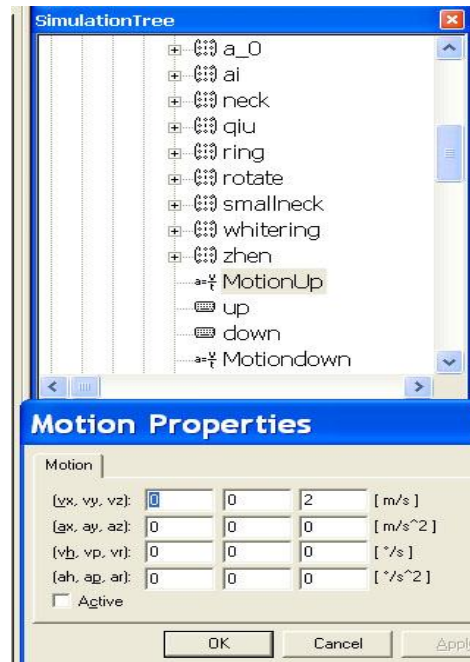 SimulationTree
a_0
ai
neck
qiu
ring
rotate
smallneck
whitering
zhen
MotionUp
up
down
Motiondown
Motion Properties
Motion
(vx, vy, vz): 0 0 2 [ m/s ]
(ax, ay, az): 0 0 0 [ m/s^2 ]
(vh, vp, vr): 0 0 0 [ °/s ]
(ah, ap, ar): 0 0 0 [ °/s^2 ]
Active
OK Cancel Apply